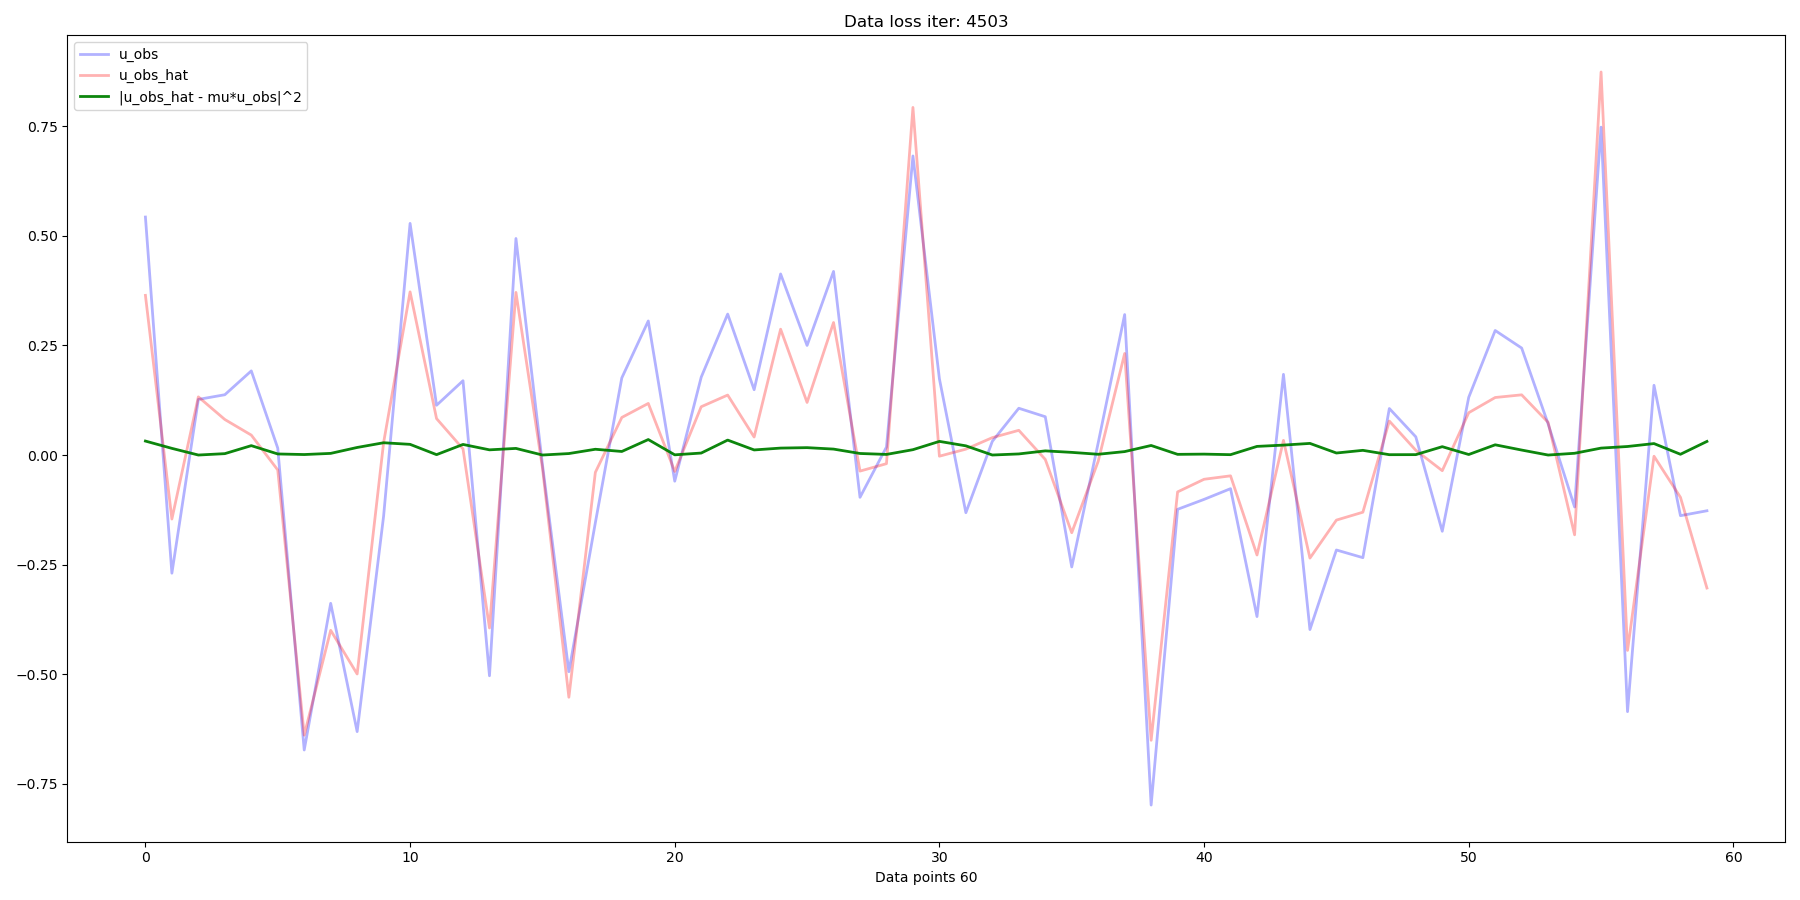 Data loss iter: 4503
u_obs
u_obs_hat
|u_obs_hat - mu*u_obs|^2
0.75
0.50
0.25
0.00
−0.25
−0.50
−0.75
0 10 20 30 40 50 60
Data points 60